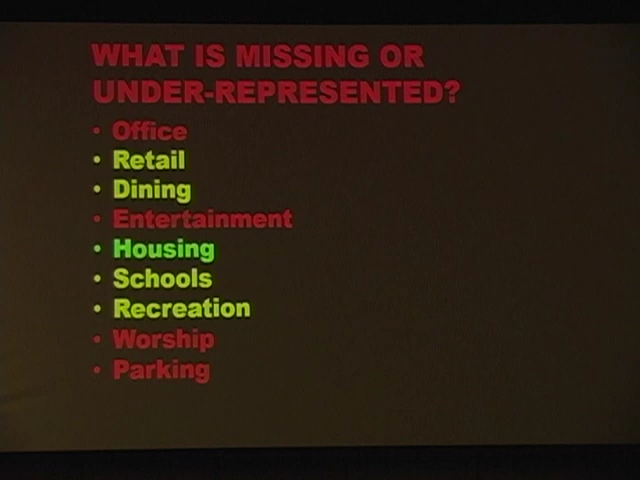 WHAT IS MISSING OR
UNDER-REPRESENTED?
• Office
• Retail
• Dining
• Entertainment
• Housing
• Schools
• Recreation
• Worship
• Parking